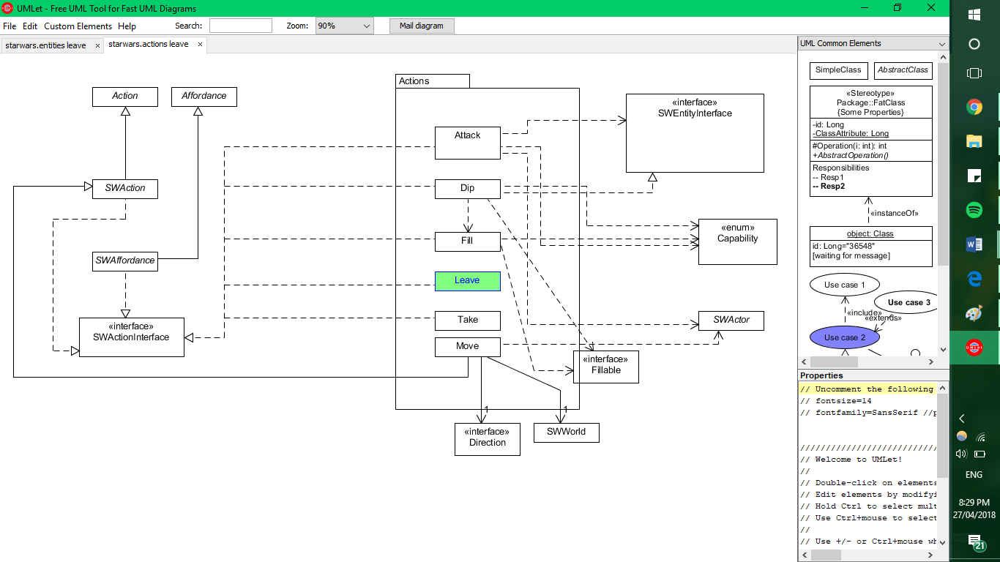 UMLet - Free UML Tool for Fast UML Diagrams
File Edit Custom Elements Help Search: Zoom: 90% Mail diagram
starwars.entities leave × starwars.actions leave ×
Action
Affordance
SWAction
SWAffordance
«interface»
SWActionInterface
Actions
Attack
Dip
Fill
Leave
Take
Move
«interface»
SWEntityInterface
«enum»
Capability
SWActor
«interface»
Fillable
1
1
«interface»
Direction
SWWorld
UML Common Elements
SimpleClass
AbstractClass
«Stereotype»
Package::FatClass
{Some Properties}
-id: Long
-ClassAttribute: Long
#Operation(i: int): int
+AbstractOperation()
Responsibilities
-- Resp1
-- Resp2
«instanceOf»
object: Class
id: Long="36548"
[waiting for message]
Use case 1
Use case 3
«include»
«extends»
Use case 2
Properties
// Uncomment the following
// fontsize=14
// fontfamily=SansSerif //p
///////////////////////////
// Welcome to UMLet!
//
// Double-click on elements
// Edit elements by modifyi
// Hold Ctrl to select mult
// Use Ctrl+mouse to select
//
// Use +/- or Ctrl+mouse wh
ENG
8:29 PM
27/04/2018
21